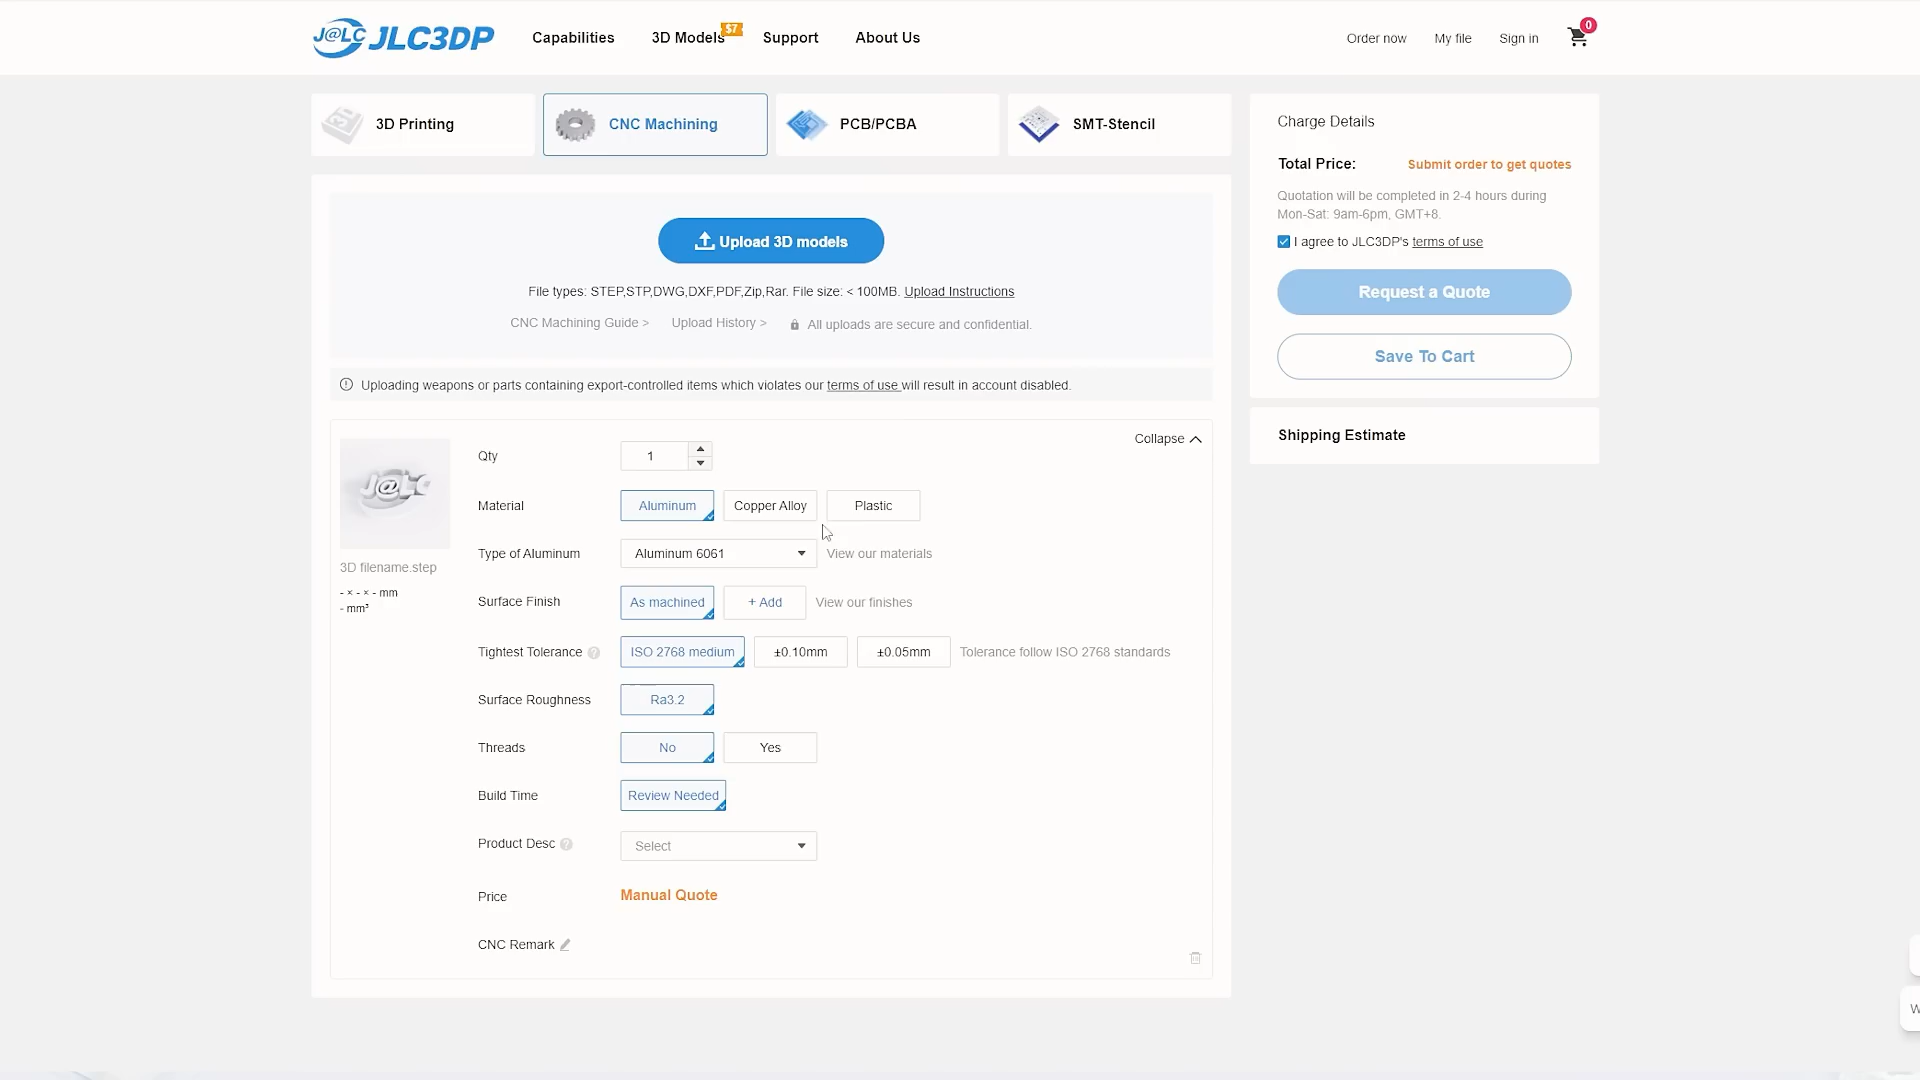 J@LC JLC3DP
Capabilities
3D Models
$7
Support
About Us
Order now
My file
Sign in
0
3D Printing
CNC Machining
PCB/PCBA
SMT-Stencil
Upload 3D models
File types: STEP,STP,DWG,DXF,PDF,Zip,Rar. File size: < 100MB. Upload Instructions
CNC Machining Guide >
Upload History >
All uploads are secure and confidential.
Uploading weapons or parts containing export-controlled items which violates our terms of use will result in account disabled.
Collapse
J@LC
3D filename.step
- × - × - mm
- mm³
Qty
1
Material
Aluminum
Copper Alloy
Plastic
Type of Aluminum
Aluminum 6061
View our materials
Surface Finish
As machined
+ Add
View our finishes
Tightest Tolerance ?
ISO 2768 medium
±0.10mm
±0.05mm
Tolerance follow ISO 2768 standards
Surface Roughness
Ra3.2
Threads
No
Yes
Build Time
Review Needed
Product Desc ?
Select
Price
Manual Quote
CNC Remark
Charge Details
Total Price:
Submit order to get quotes
Quotation will be completed in 2-4 hours during
Mon-Sat: 9am-6pm, GMT+8.
I agree to JLC3DP's terms of use
Request a Quote
Save To Cart
Shipping Estimate